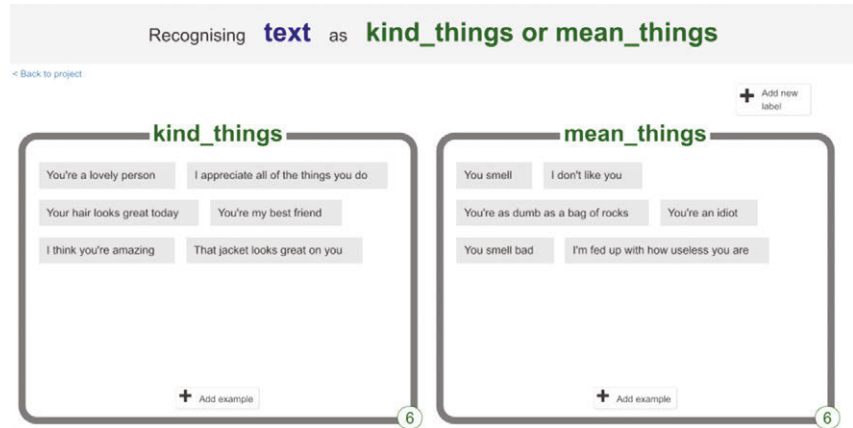 Recognising text as kind_things or mean_things
< Back to project
Add new
label
kind_things
You're a lovely person
I appreciate all of the things you do
Your hair looks great today
You're my best friend
I think you're amazing
That jacket looks great on you
Add example
6
mean_things
You smell
I don't like you
You're as dumb as a bag of rocks
You're an idiot
You smell bad
I'm fed up with how useless you are
Add example
6